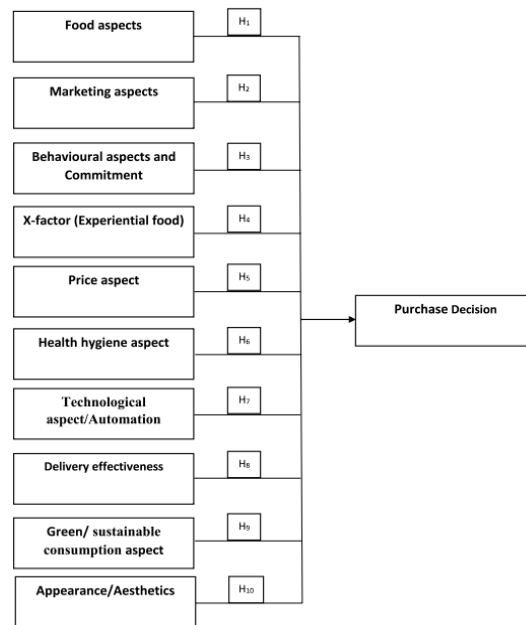 Food aspects
H₁
Marketing aspects
H₂
Behavioural aspects and
Commitment
H₃
X-factor (Experiential food)
H₄
Price aspect
H₅
Purchase Decision
Health hygiene aspect
H₆
Technological
aspect/Automation
H₇
Delivery effectiveness
H₈
Green/ sustainable
consumption aspect
H₉
Appearance/Aesthetics
H₁₀